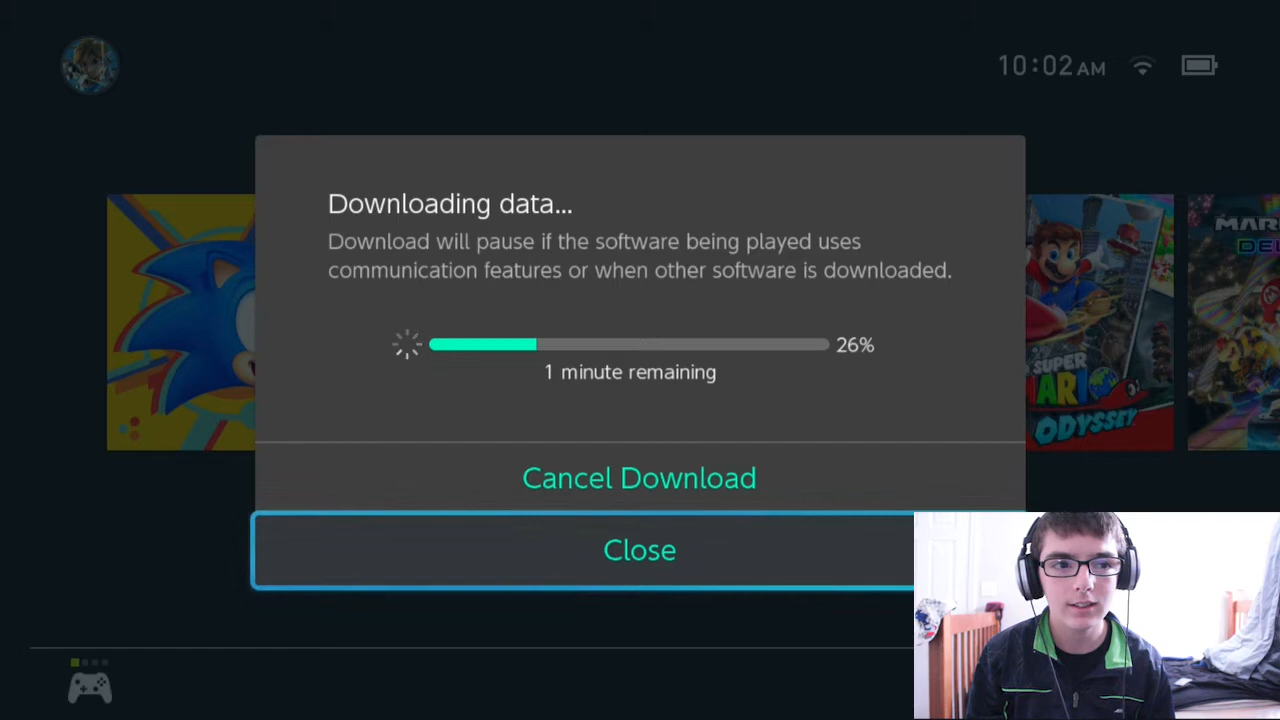 10:02 AM
Downloading data...
Download will pause if the software being played uses
communication features or when other software is downloaded.
26%
1 minute remaining
SUPER
MARIO
ODYSSEY
Cancel Download
Close